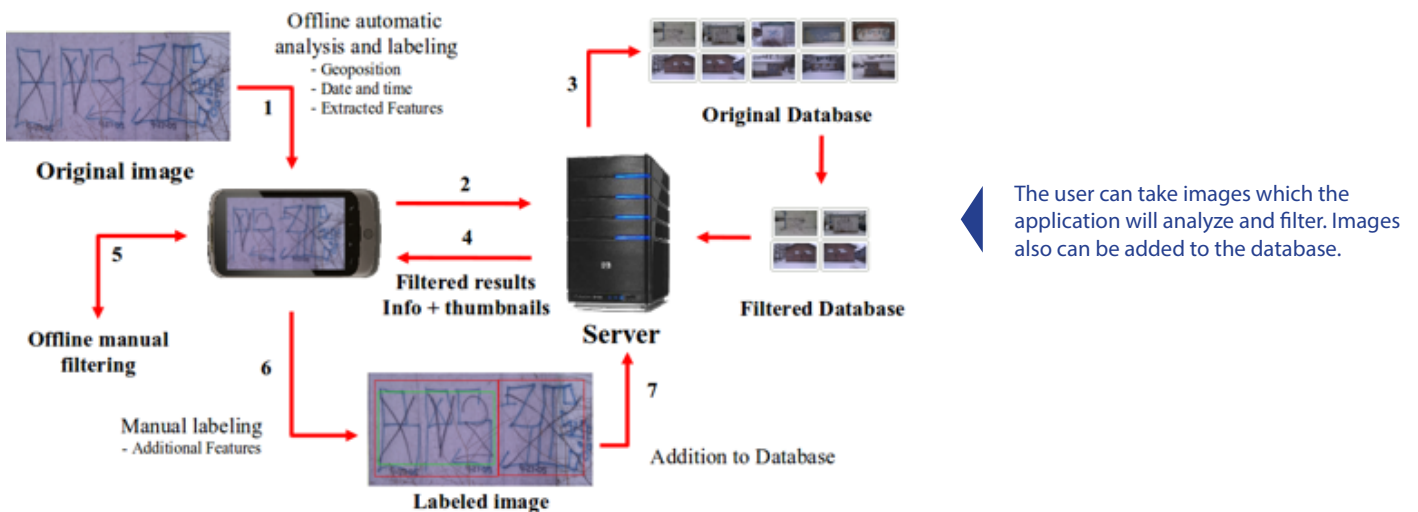 Offline automatic
analysis and labeling
- Geoposition
- Date and time
- Extracted Features
1
Original image
3
Original Database
2
4
Filtered results
Info + thumbnails
5
Offline manual
filtering
Server
Filtered Database
The user can take images which the
application will analyze and filter. Images
also can be added to the database.
6
Manual labeling
- Additional Features
7
Addition to Database
Labeled image